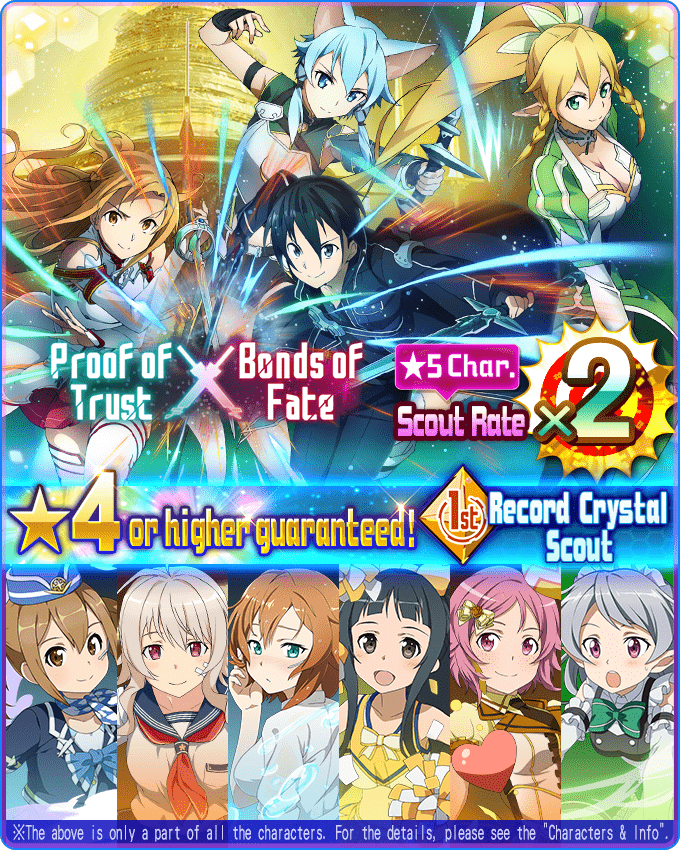 Proof of Trust
×
Bonds of Fate
★5 Char.
Scout Rate ×2
★4 or higher guaranteed!
1st
Record Crystal
Scout
※The above is only a part of all the characters. For the details, please see the "Characters & Info".